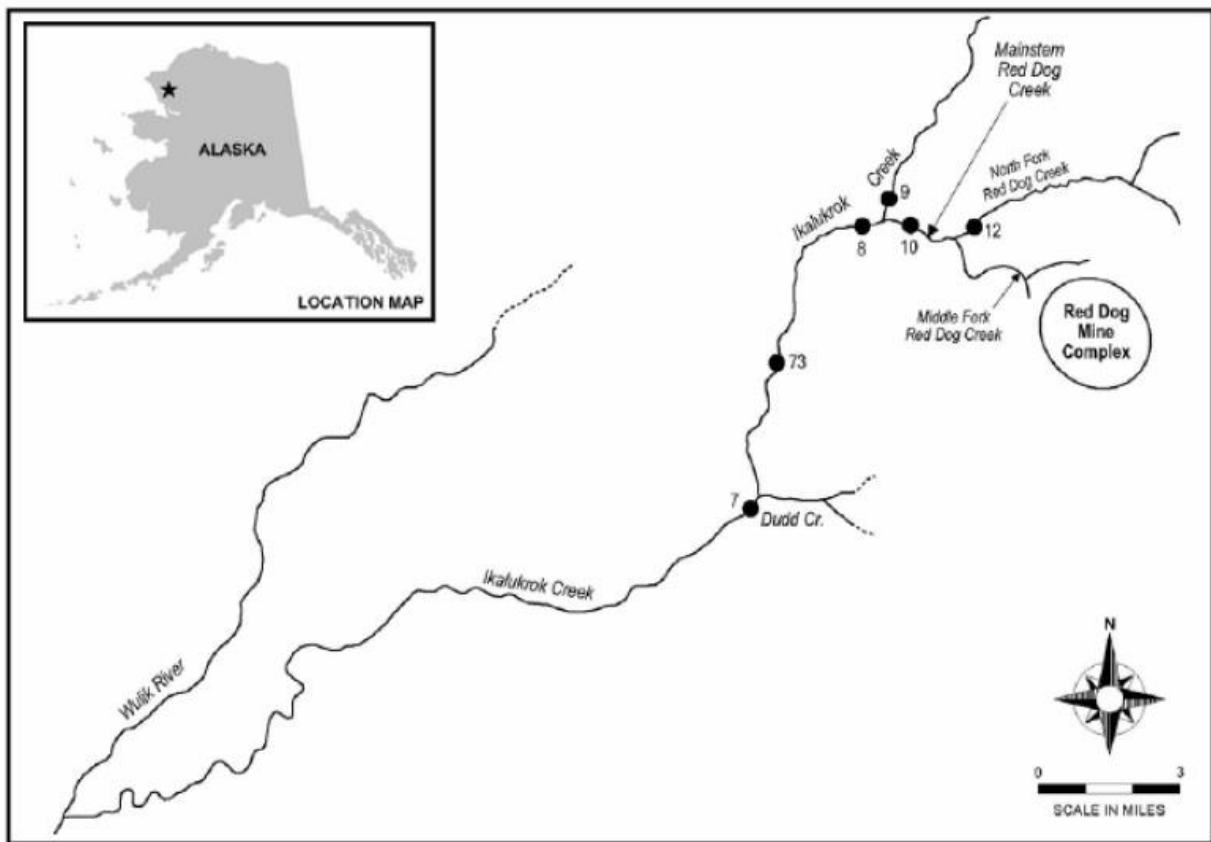 ALASKA
LOCATION MAP
Mainstem
Red Dog
Creek
North Fork
Red Dog Creek
Ikalukrok
Creek
9
8
10
12
Middle Fork
Red Dog Creek
Red Dog
Mine
Complex
73
7
Dudd Cr.
Ikalukrok Creek
Wulik River
N
0
3
SCALE IN MILES